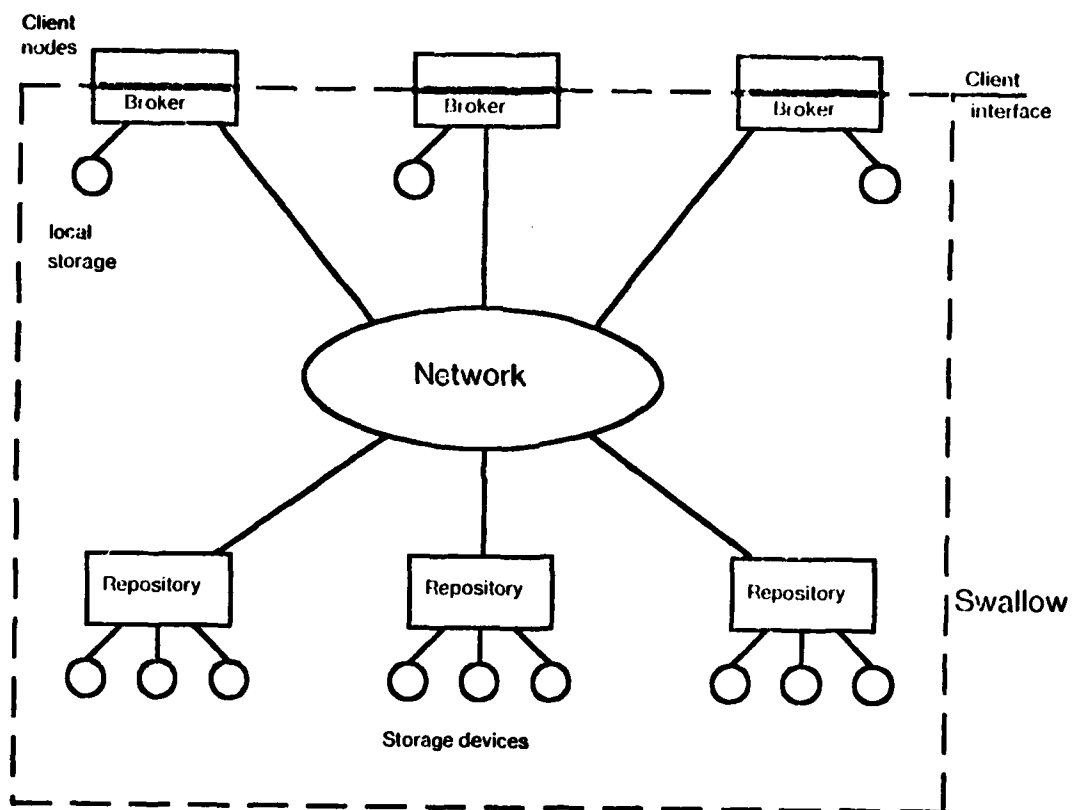 Client
nodes
Broker
Broker
Broker
Client
interface
local
storage
Network
Repository
Repository
Repository
Swallow
Storage devices